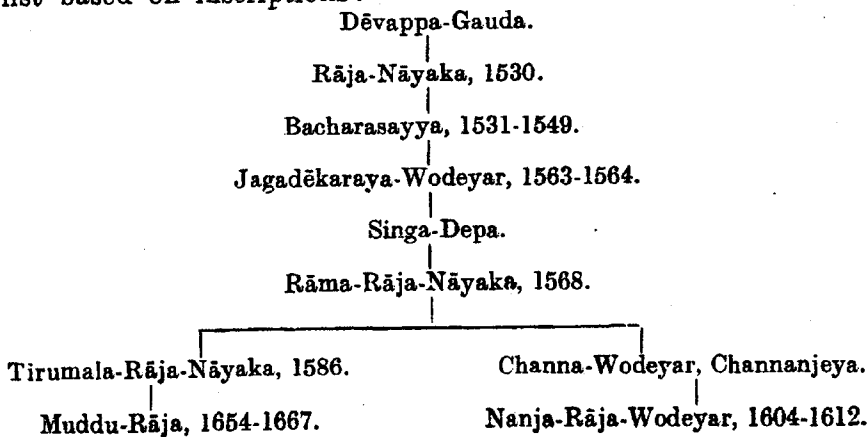 list based on inscriptions:
Dēvappa-Gauda.
Rāja-Nāyaka, 1530.
Bacharasayya, 1531-1549.
Jagadēkaraya-Wodeyar, 1563-1564.
Singa-Depa.
Rāma-Rāja-Nāyaka, 1568.
Tirumala-Rāja-Nāyaka, 1586. Channa-Wodeyar, Channanjeya.
Muddu-Rāja, 1654-1667. Nanja-Rāja-Wodeyar, 1604-1612.